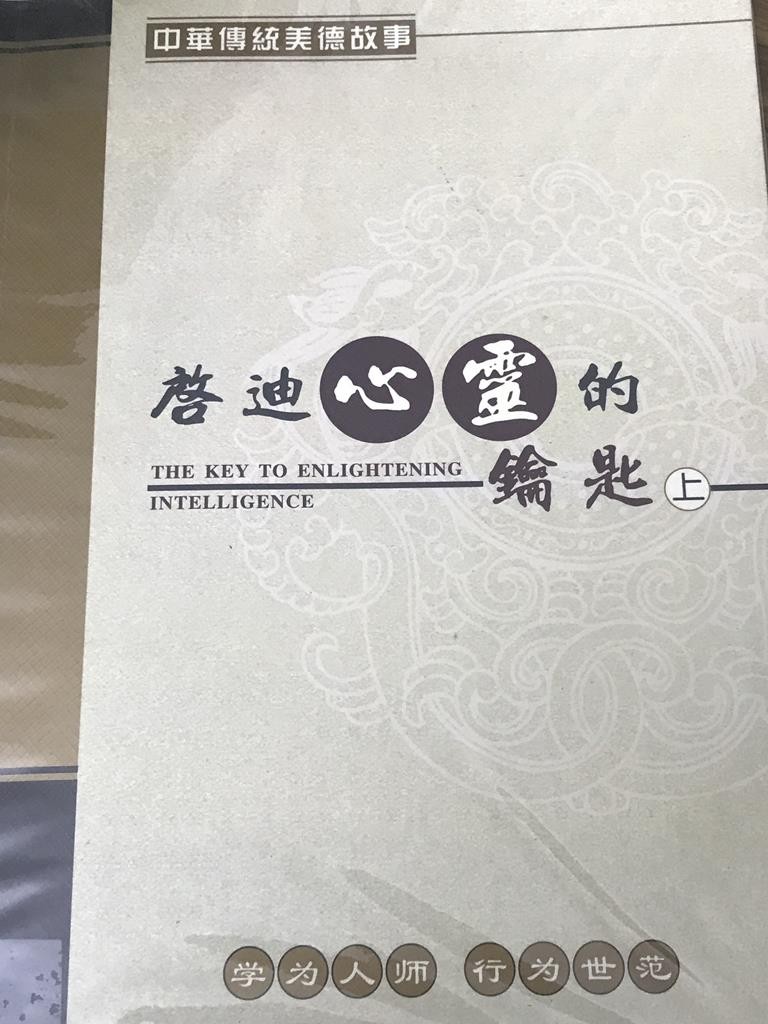 中華傳統美德故事
啓迪心靈的
THE KEY TO ENLIGHTENING
鑰匙 上
INTELLIGENCE
学为人师 行为世范